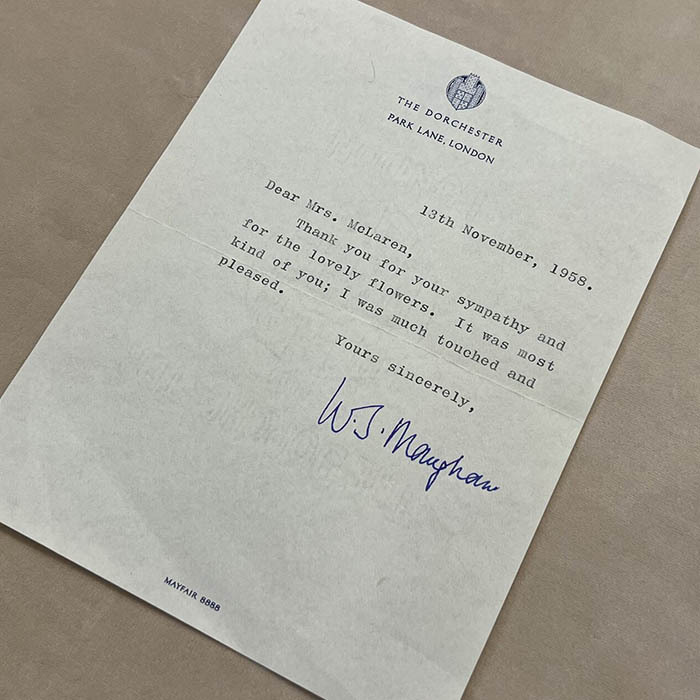 THE DORCHESTER
PARK LANE, LONDON
13th November, 1958.
Dear Mrs. McLaren,
Thank you for your sympathy and
for the lovely flowers. It was most
kind of you; I was much touched and
pleased.
Yours sincerely,
W.S. Maugham
MAYFAIR 8888